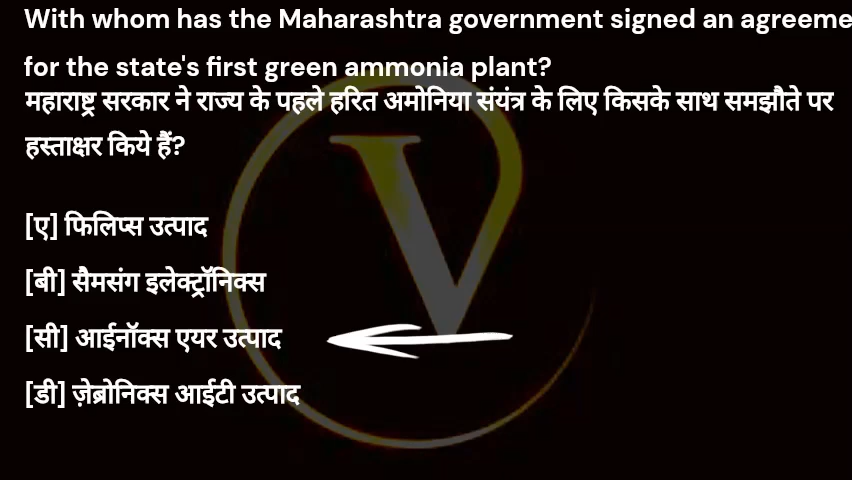 With whom has the Maharashtra government signed an agreeme
for the state's first green ammonia plant?
महाराष्ट्र सरकार ने राज्य के पहले हरित अमोनिया संयंत्र के लिए किसके साथ समझौते पर
हस्ताक्षर किये हैं?
[ए] फिलिप्स उत्पाद
[बी] सैमसंग इलेक्ट्रॉनिक्स
[सी] आईनॉक्स एयर उत्पाद
[डी] ज़ेब्रोनिक्स आईटी उत्पाद
V